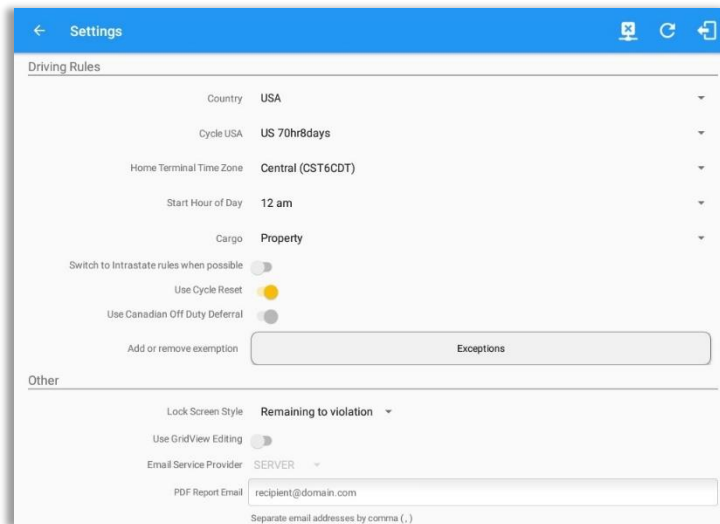 Settings
Driving Rules
Country USA
Cycle USA US 70hr8days
Home Terminal Time Zone Central (CST6CDT)
Start Hour of Day 12 am
Cargo Property
Switch to Intrastate rules when possible
Use Cycle Reset
Use Canadian Off Duty Deferral
Add or remove exemption Exceptions
Other
Lock Screen Style Remaining to violation
Use GridView Editing
Email Service Provider SERVER
PDF Report Email recipient@domain.com
Separate email addresses by comma ( , )